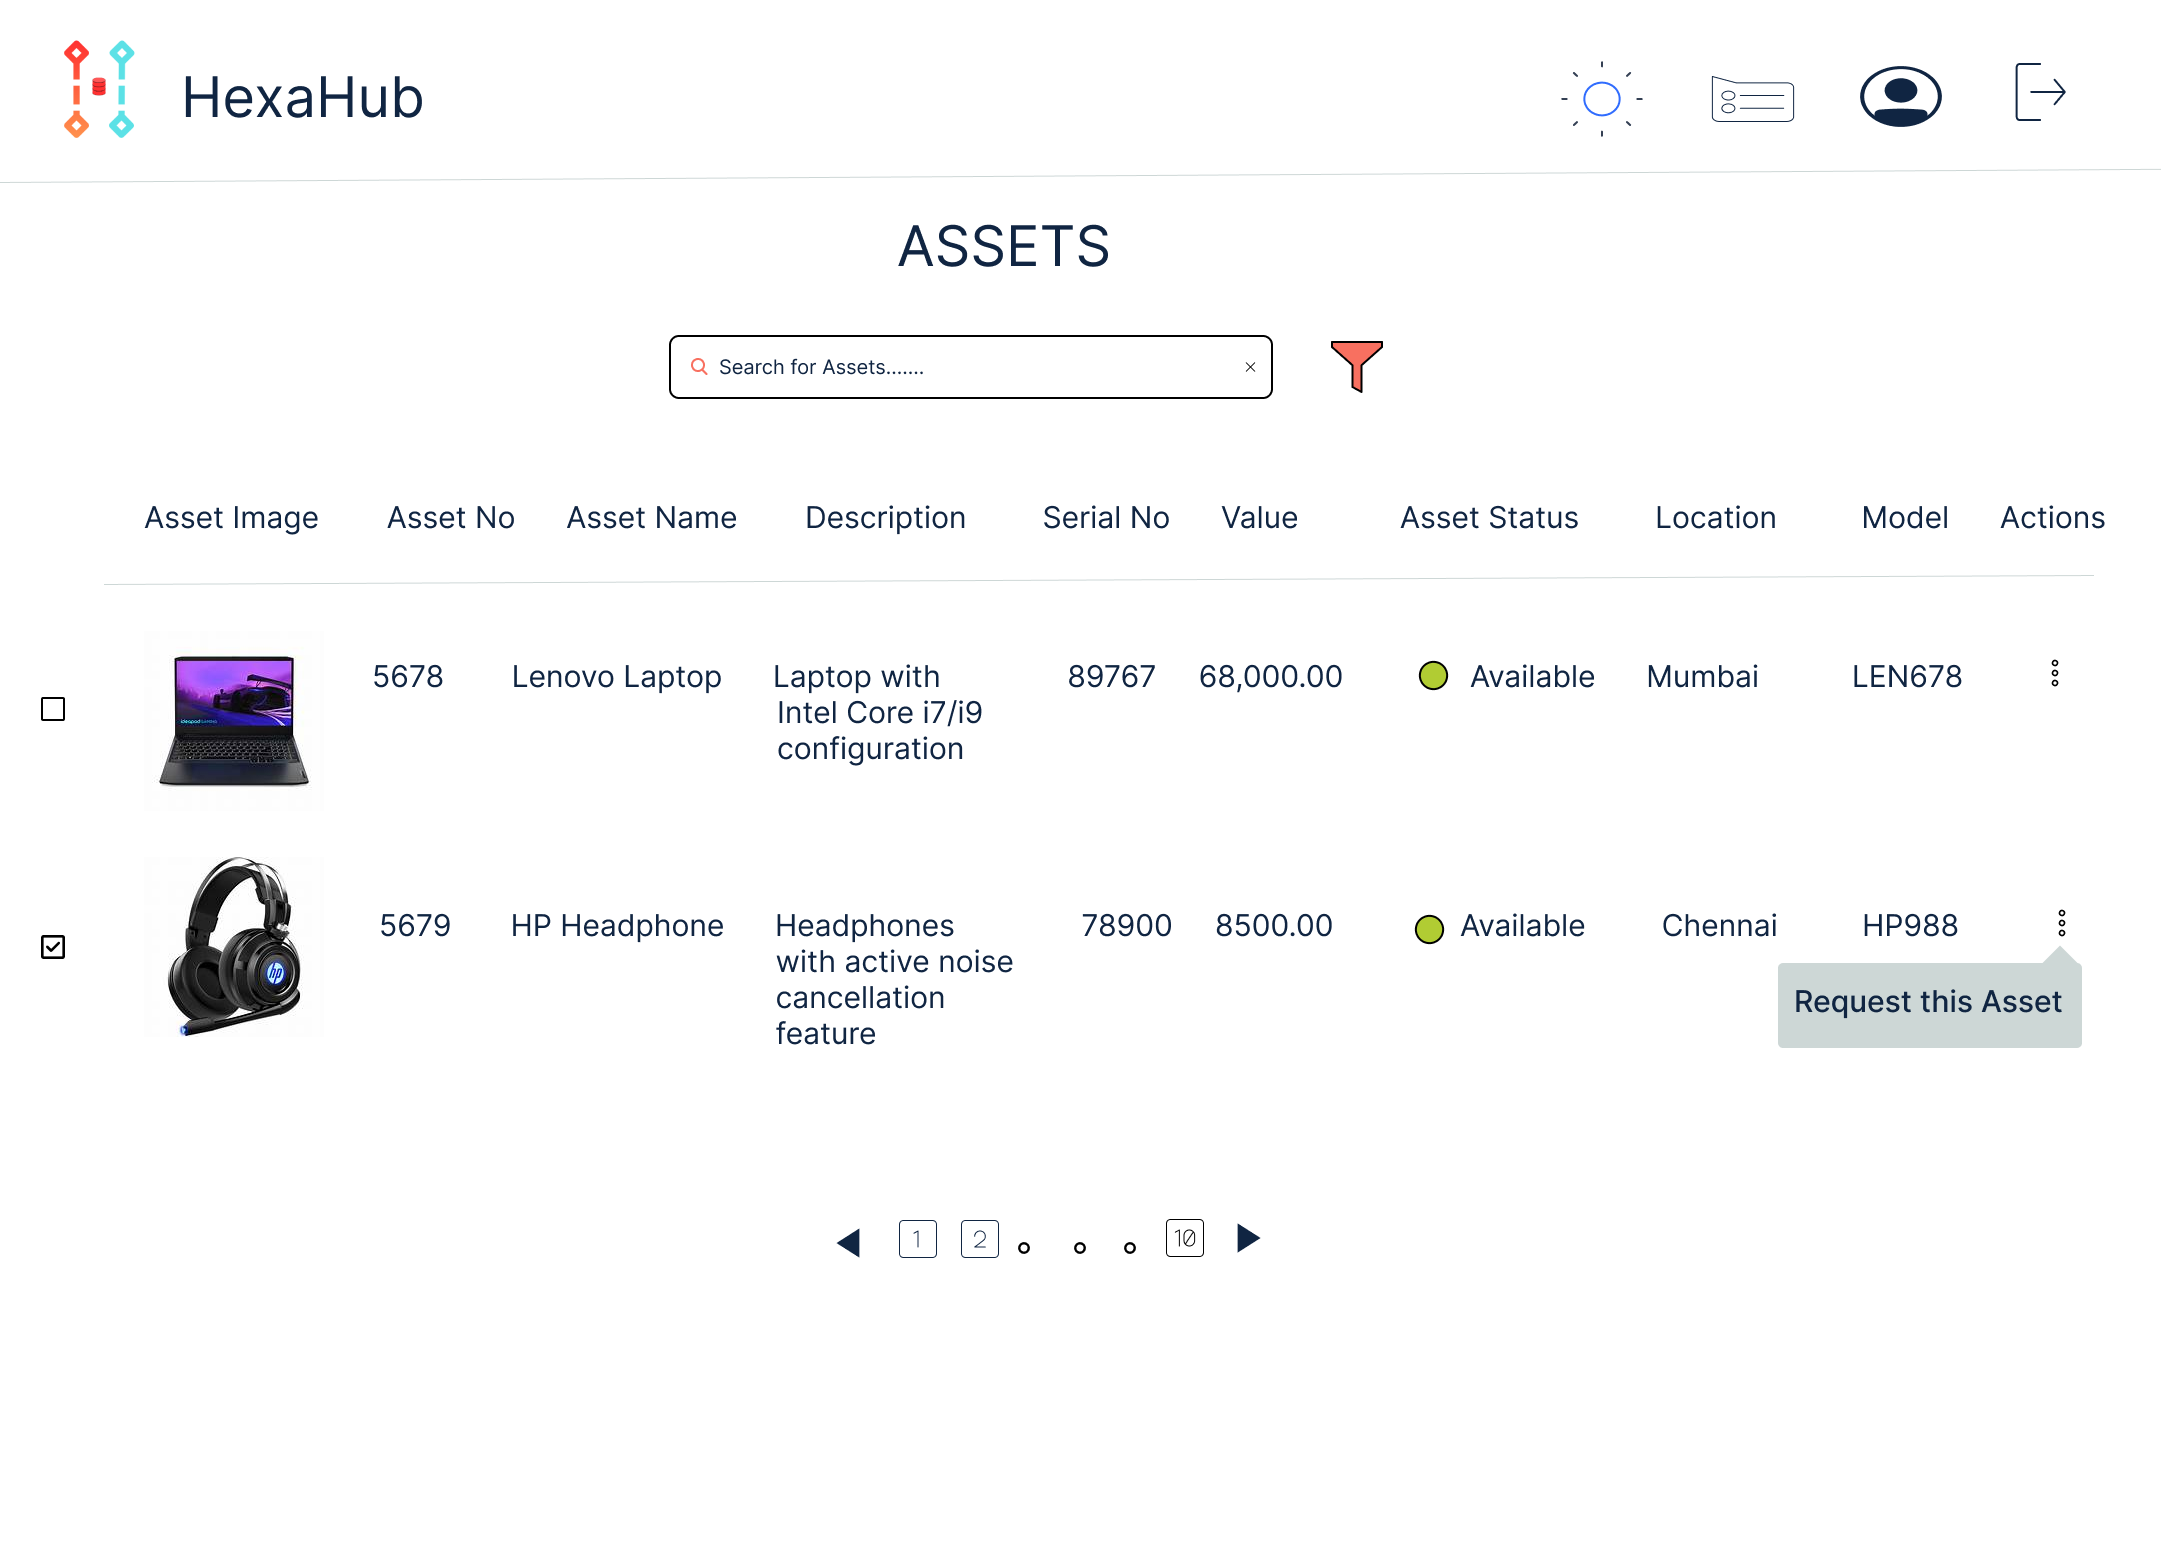 HexaHub
ASSETS
Search for Assets.......
Asset Image Asset No Asset Name Description Serial No Value Asset Status Location Model Actions
5678 Lenovo Laptop Laptop with 89767 68,000.00 Available Mumbai LEN678
Intel Core i7/i9
configuration
ideapad GAMING
5679 HP Headphone Headphones 78900 8500.00 Available Chennai HP988
with active noise
cancellation
feature
hp
Request this Asset
1 2 10